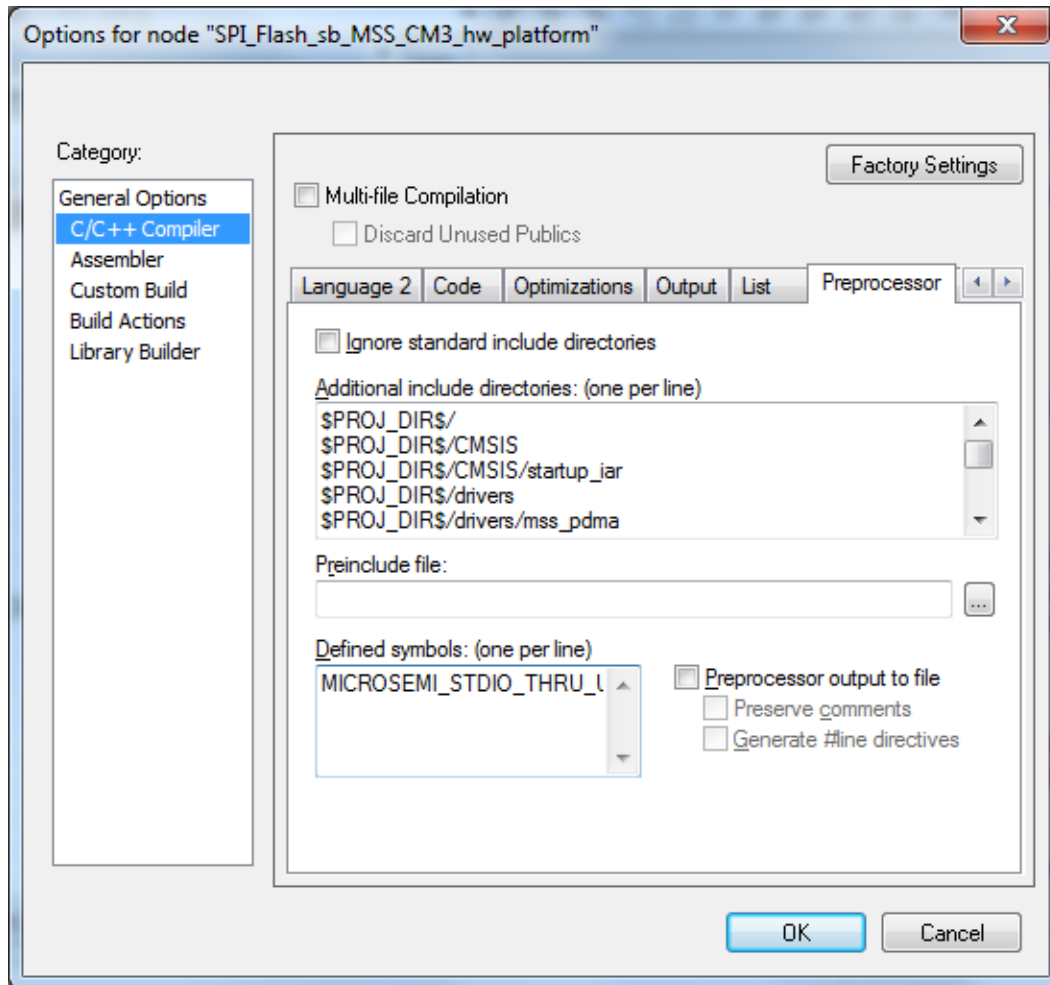 Options for node "SPI_Flash_sb_MSS_CM3_hw_platform"
Category:
General Options
C/C++ Compiler
Assembler
Custom Build
Build Actions
Library Builder
Factory Settings
Multi-file Compilation
Discard Unused Publics
Language 2 Code Optimizations Output List Preprocessor
Ignore standard include directories
Additional include directories: (one per line)
$PROJ_DIR$/
$PROJ_DIR$/CMSIS
$PROJ_DIR$/CMSIS/startup_iar
$PROJ_DIR$/drivers
$PROJ_DIR$/drivers/mss_pdma
Preinclude file:
...
Defined symbols: (one per line)
MICROSEMI_STDIO_THRU_U
Preprocessor output to file
Preserve comments
Generate #line directives
OK Cancel